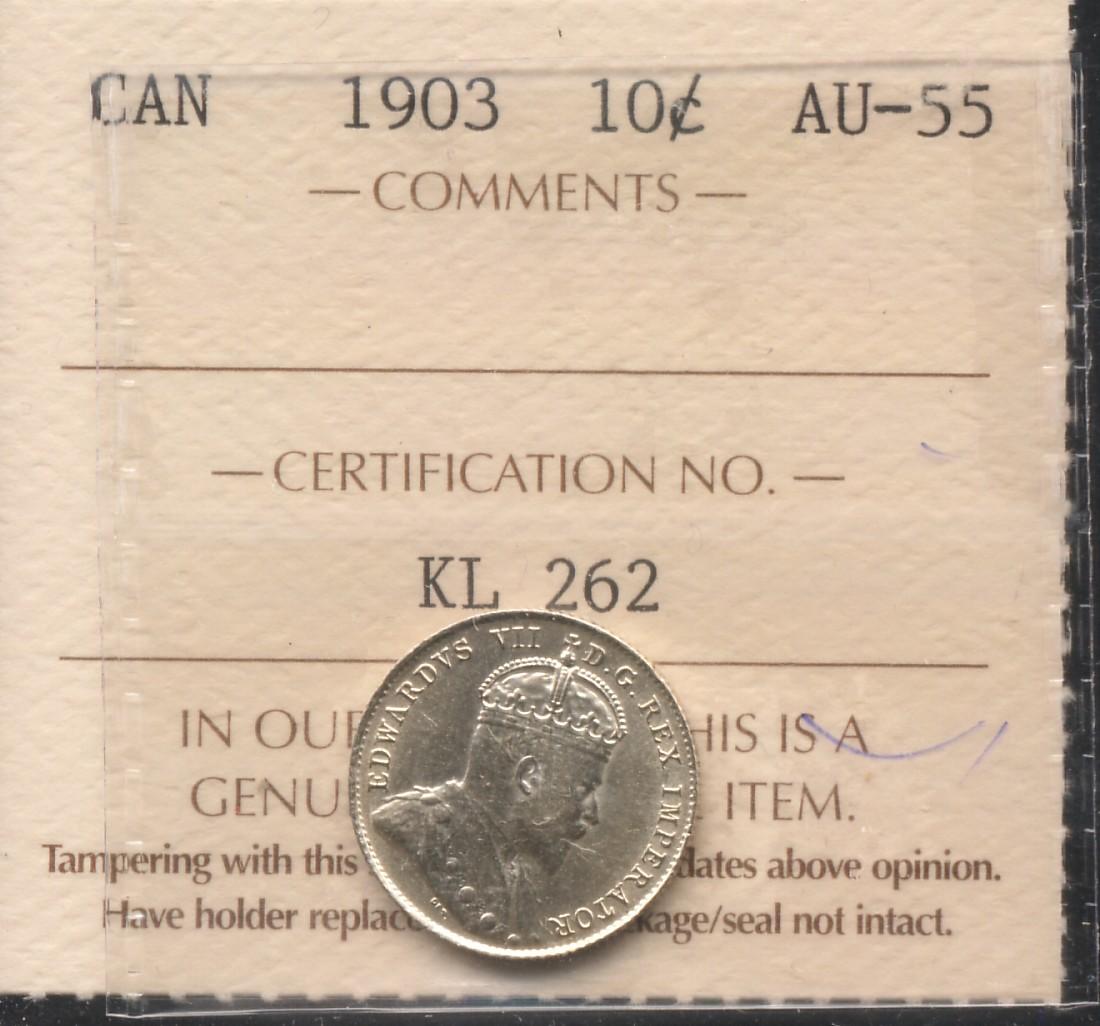 CAN 1903 10¢ AU-55
— COMMENTS —
— CERTIFICATION NO. —
KL 262
EDWARDVS VII D.G. REX IMPERATOR
IN OUR HIS IS A
GENU ITEM.
Tampering with this dates above opinion.
Have holder replac kage/seal not intact.